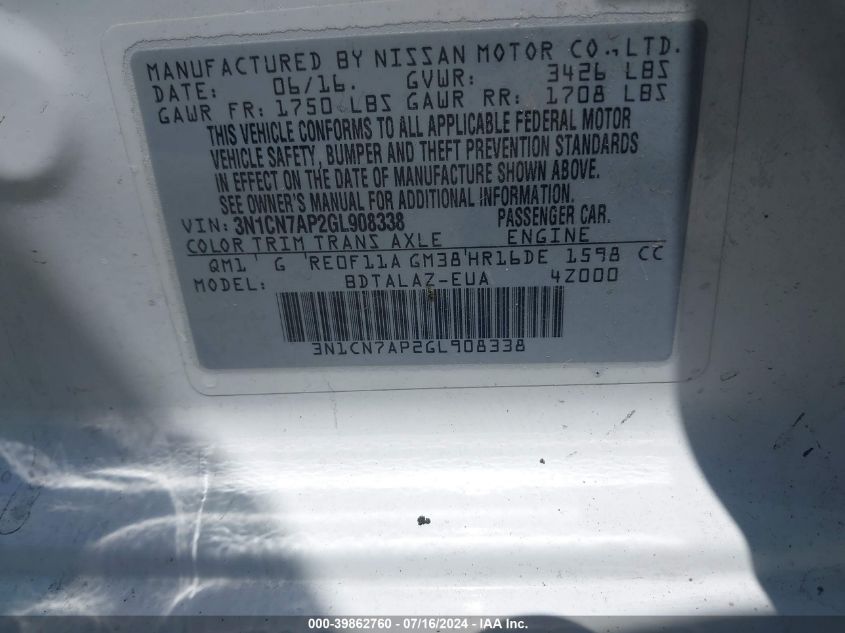 MANUFACTURED BY NISSAN MOTOR CO., LTD.
DATE: 06/16. GVWR: 3426 LBS
GAWR FR: 1750 LBS GAWR RR: 1708 LBS
THIS VEHICLE CONFORMS TO ALL APPLICABLE FEDERAL MOTOR
VEHICLE SAFETY, BUMPER AND THEFT PREVENTION STANDARDS
IN EFFECT ON THE DATE OF MANUFACTURE SHOWN ABOVE.
SEE OWNER'S MANUAL FOR ADDITIONAL INFORMATION.
VIN: 3N1CN7AP2GL908338 PASSENGER CAR.
COLOR TRIM TRANS AXLE ENGINE
QM1 ' G 'RE0F11A GM38'HR16DE 1598 CC
MODEL: BDTALAZ-EUA 4Z000
3N1CN7AP2GL908338
000-39862760 - 07/16/2024 - IAA Inc.